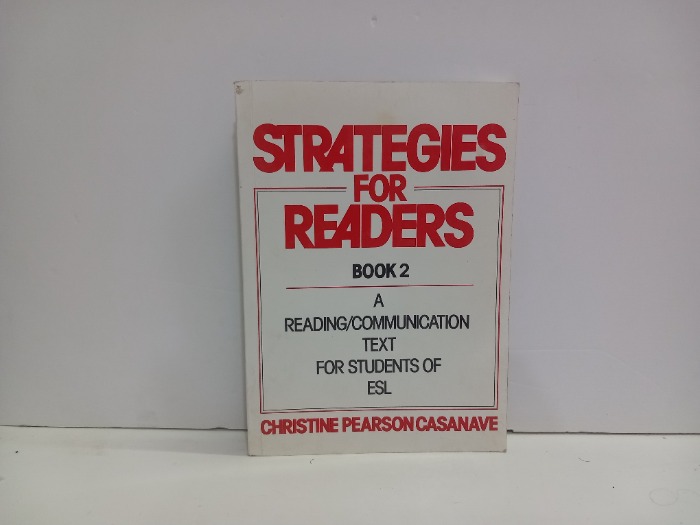 STRATEGIES
FOR
READERS
BOOK 2
A
READING/COMMUNICATION
TEXT
FOR STUDENTS OF
ESL
CHRISTINE PEARSON CASANAVE